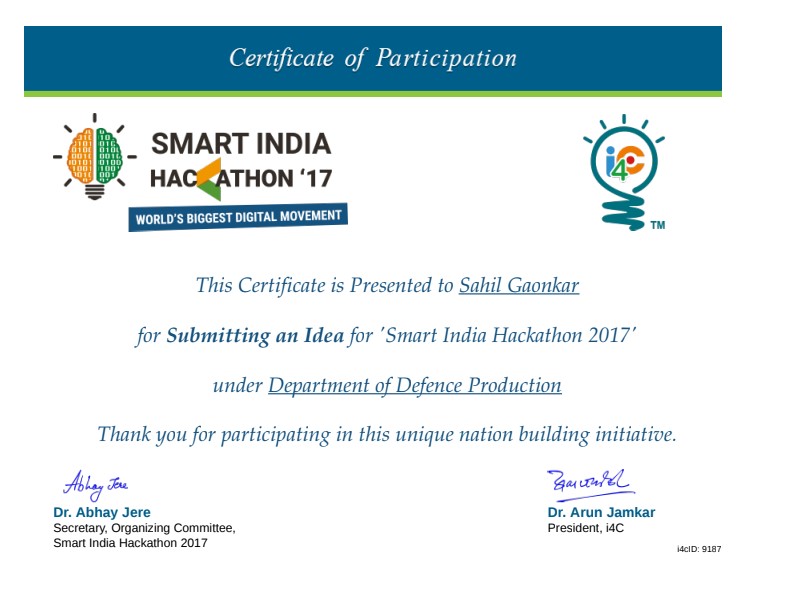 Certificate of Participation
SMART INDIA
HACKATHON ‘17
WORLD'S BIGGEST DIGITAL MOVEMENT
i4C
TM
This Certificate is Presented to Sahil Gaonkar
for Submitting an Idea for 'Smart India Hackathon 2017'
under Department of Defence Production
Thank you for participating in this unique nation building initiative.
Abhay Jere
Dr. Abhay Jere
Secretary, Organizing Committee,
Smart India Hackathon 2017
Dr. Arun Jamkar
President, i4C
i4cID: 9187